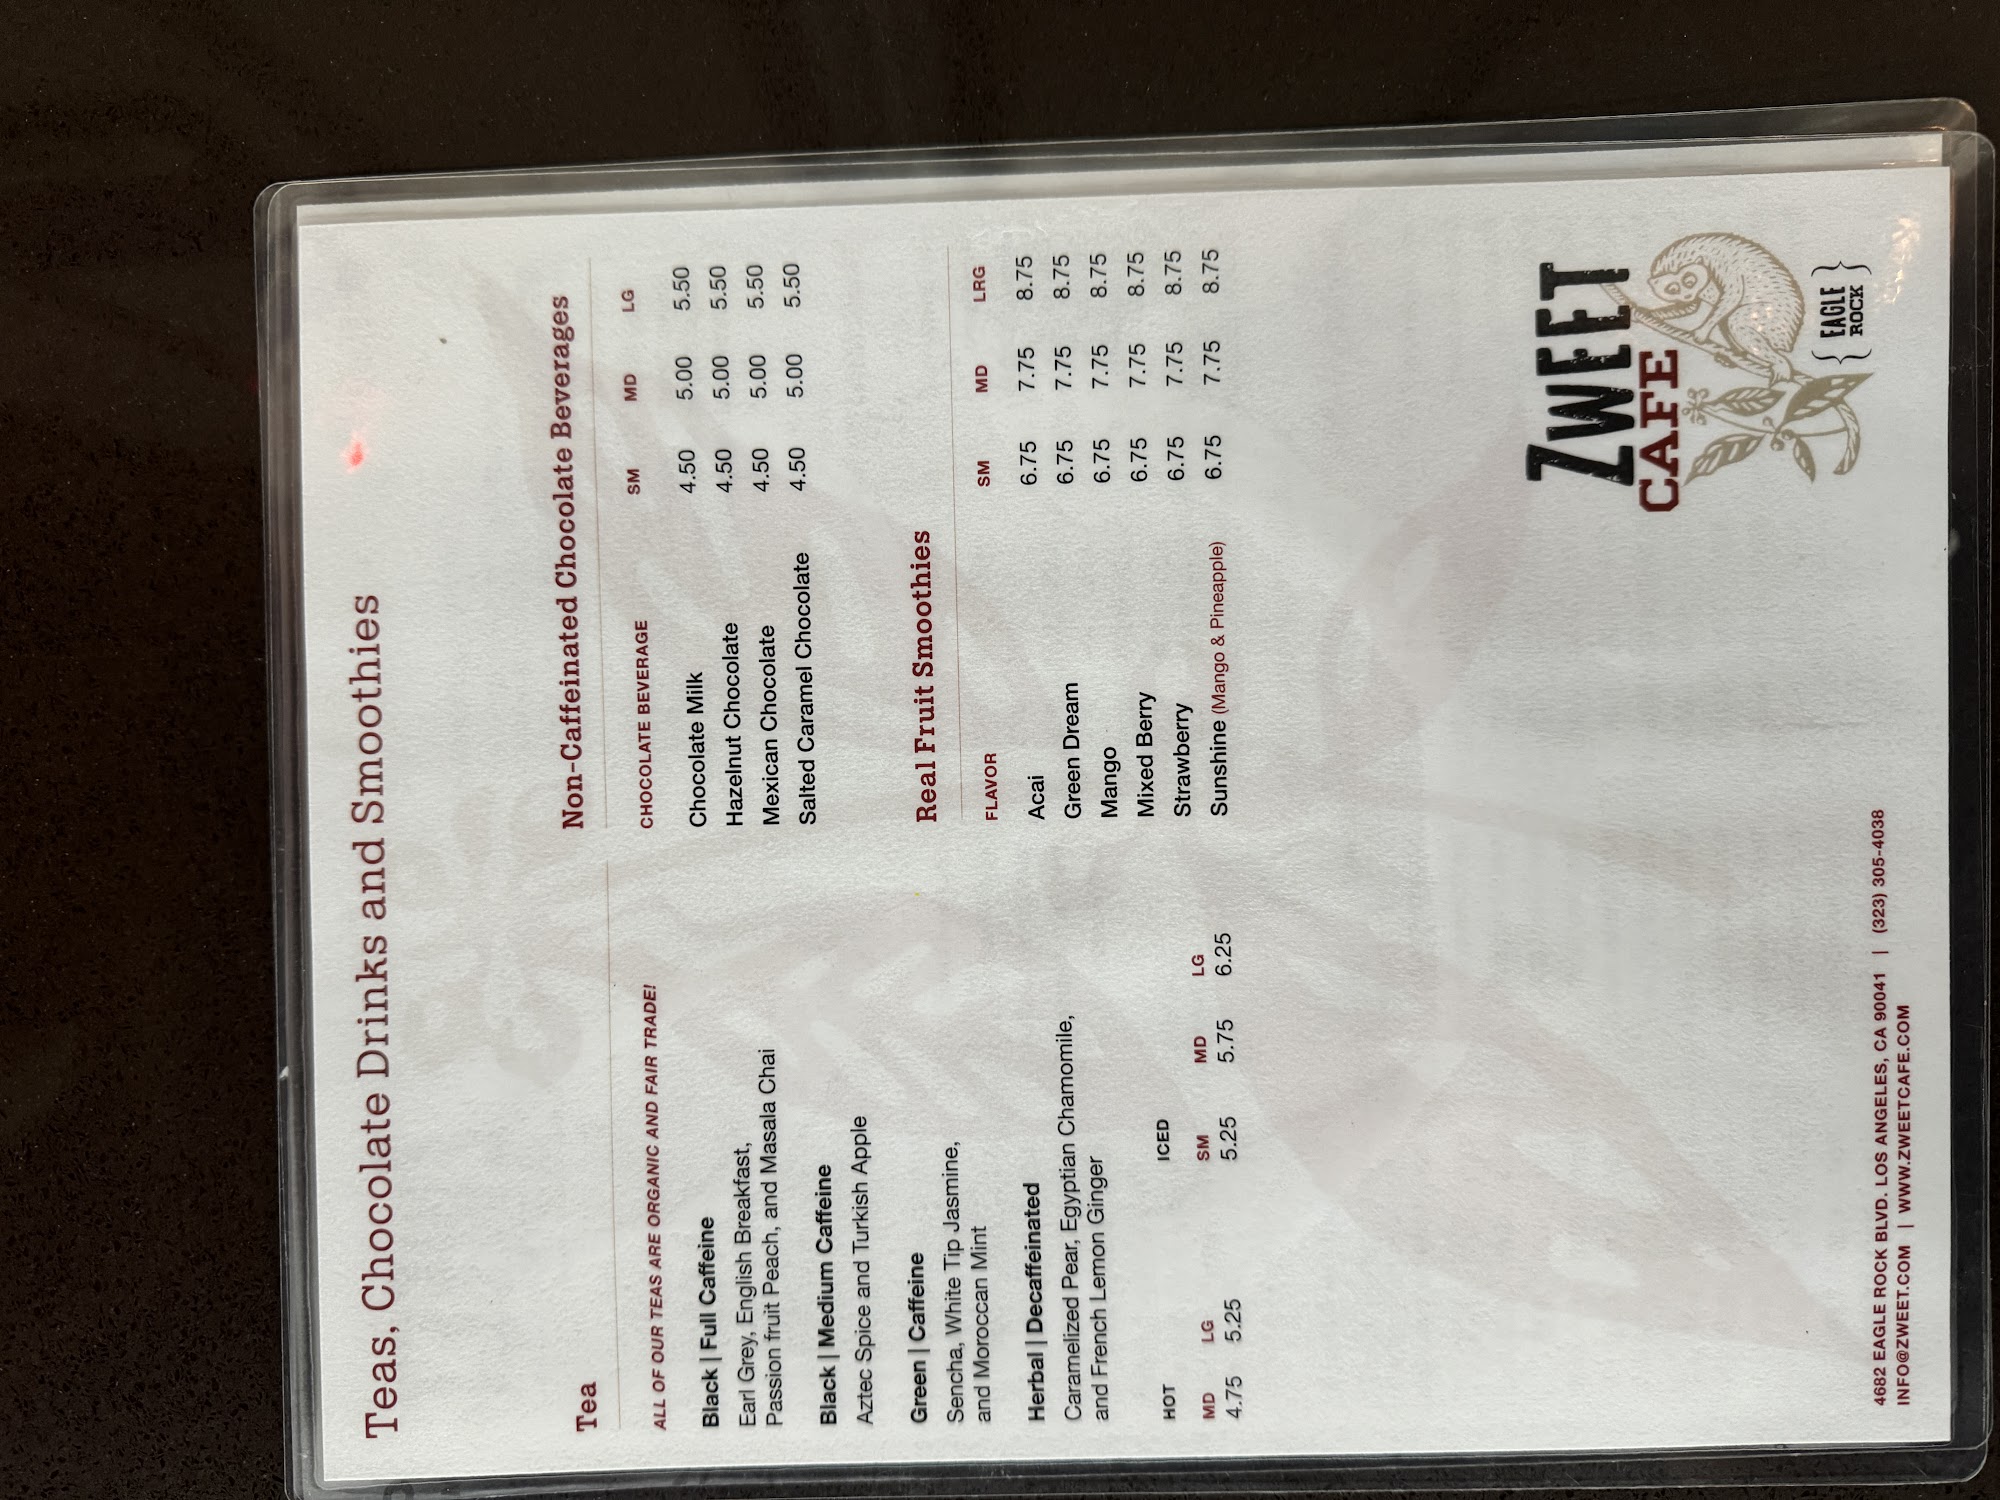 Teas, Chocolate Drinks and Smoothies
Tea
ALL OF OUR TEAS ARE ORGANIC AND FAIR TRADE!
Black | Full Caffeine
Earl Grey, English Breakfast,
Passion fruit Peach, and Masala Chai
Black | Medium Caffeine
Aztec Spice and Turkish Apple
Green | Caffeine
Sencha, White Tip Jasmine,
and Moroccan Mint
Herbal | Decaffeinated
Caramelized Pear, Egyptian Chamomile,
and French Lemon Ginger
HOT ICED
MD LG SM MD LG
4.75 5.25 5.25 5.75 6.25
Non-Caffeinated Chocolate Beverages
CHOCOLATE BEVERAGE SM MD LG
Chocolate Milk 4.50 5.00 5.50
Hazelnut Chocolate 4.50 5.00 5.50
Mexican Chocolate 4.50 5.00 5.50
Salted Caramel Chocolate 4.50 5.00 5.50
Real Fruit Smoothies
FLAVOR SM MD LRG
Acai 6.75 7.75 8.75
Green Dream 6.75 7.75 8.75
Mango 6.75 7.75 8.75
Mixed Berry 6.75 7.75 8.75
Strawberry 6.75 7.75 8.75
Sunshine (Mango & Pineapple) 6.75 7.75 8.75
ZWEET
CAFE
{ EAGLE ROCK }
4682 EAGLE ROCK BLVD. LOS ANGELES, CA 90041 | (323) 305-4038
INFO@ZWEET.COM | WWW.ZWEETCAFE.COM